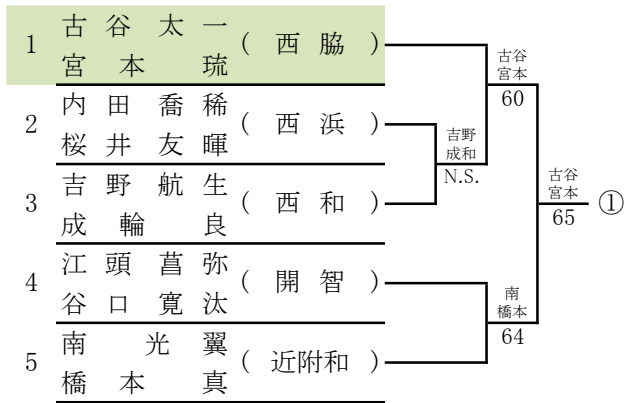 1 古谷太一 ( 西脇 )
宮本琉
2 内田喬稀 ( 西浜 )
桜井友暉
3 吉野航生 ( 西和 )
成輪良
4 江頭菖弥 ( 開智 )
谷口寛汰
5 南光翼 ( 近附和 )
橋本真
吉野
成和
N.S.
古谷
宮本
60
南
橋本
64
古谷
宮本
65
①